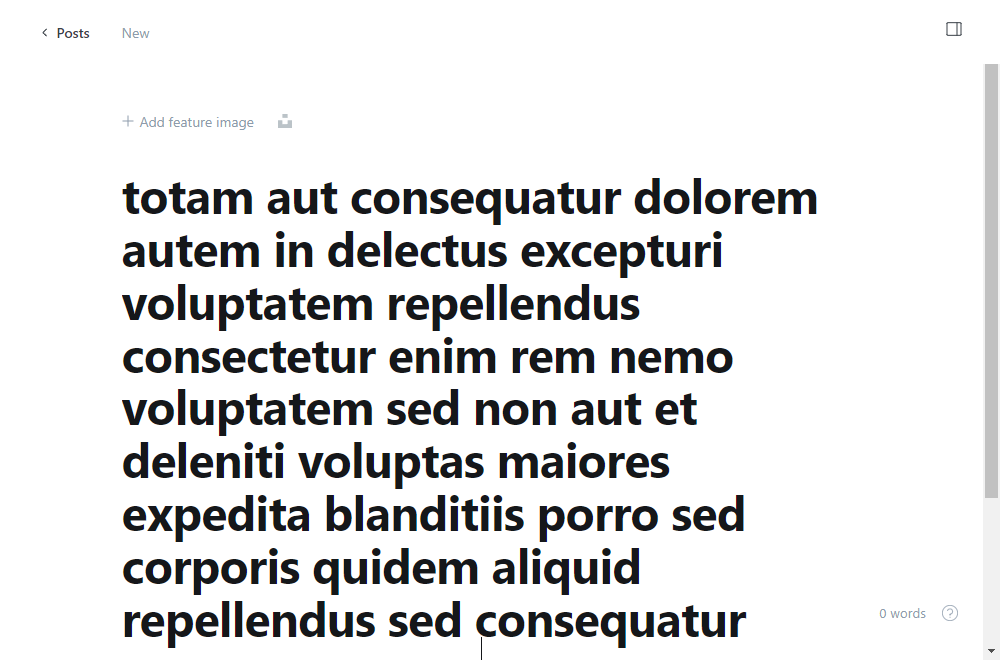 Posts New
Add feature image
totam aut consequatur dolorem
autem in delectus excepturi
voluptatem repellendus
consectetur enim rem nemo
voluptatem sed non aut et
deleniti voluptas maiores
expedita blanditiis porro sed
corporis quidem aliquid
repellendus sed consequatur
0 words